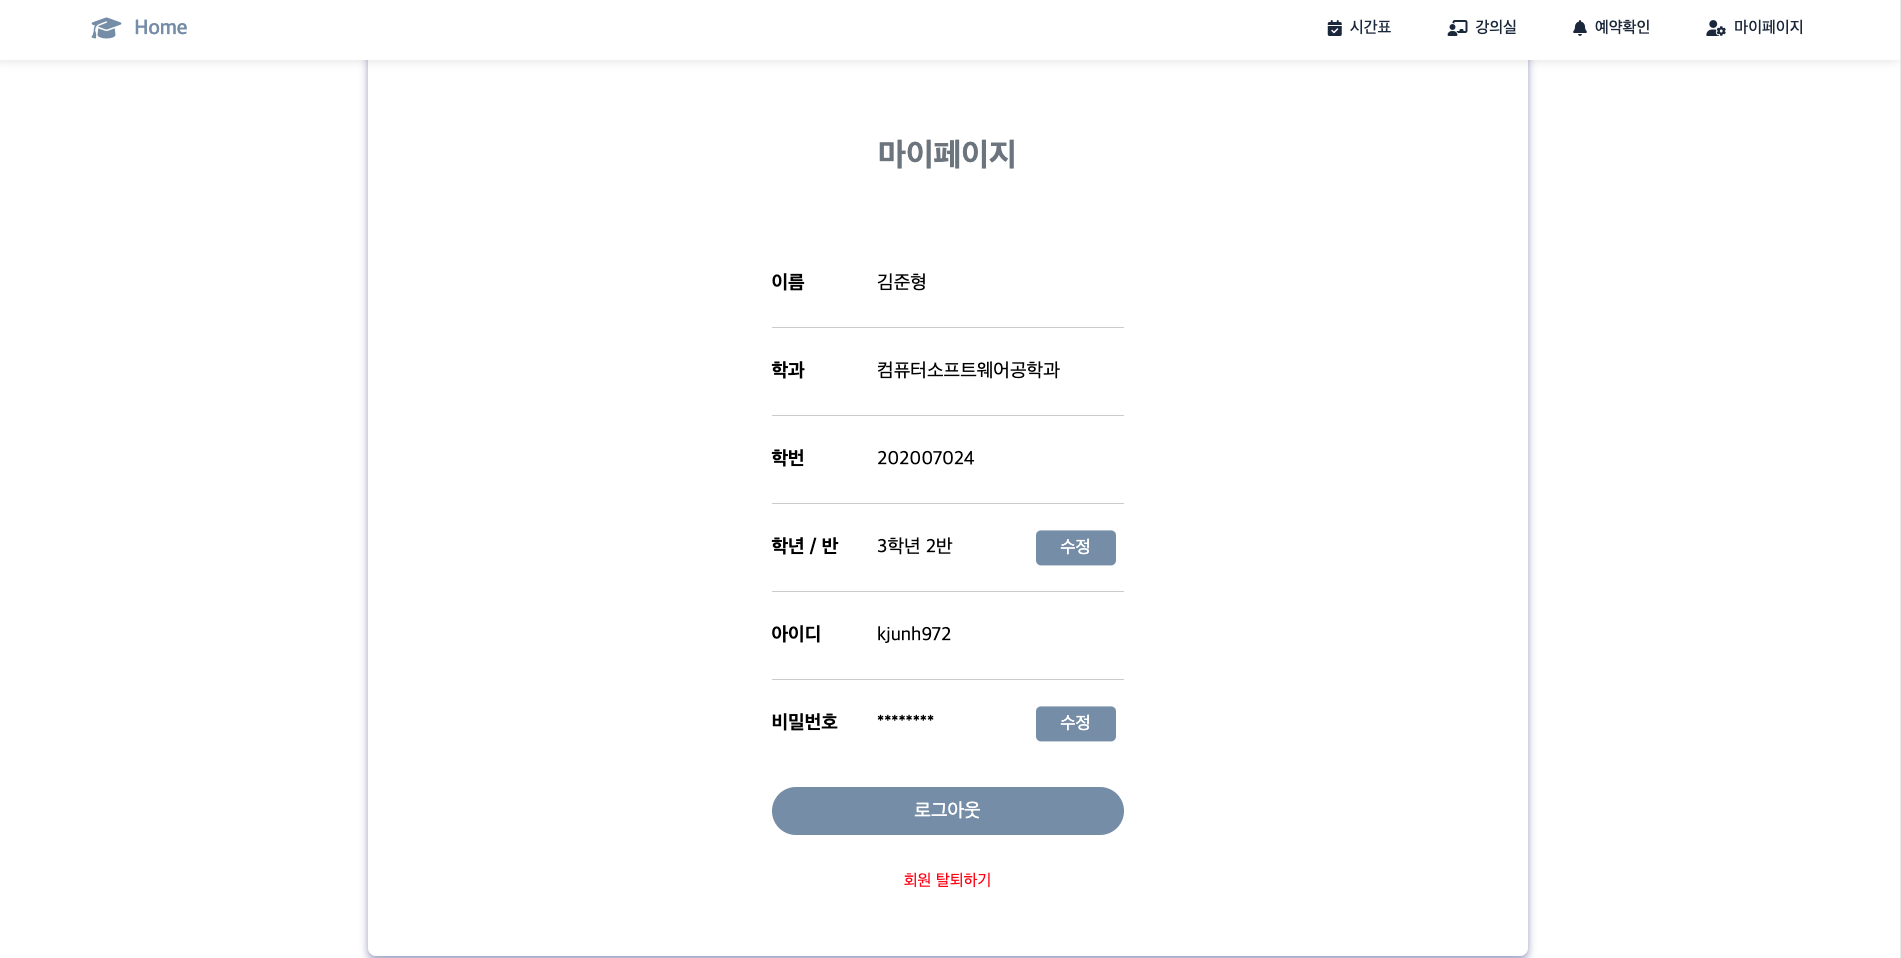 Home 시간표 강의실 예약확인 마이페이지
마이페이지
이름 김준형
학과 컴퓨터소프트웨어공학과
학번 202007024
학년 / 반 3학년 2반 수정
아이디 kjunh972
비밀번호 ******** 수정
로그아웃
회원 탈퇴하기